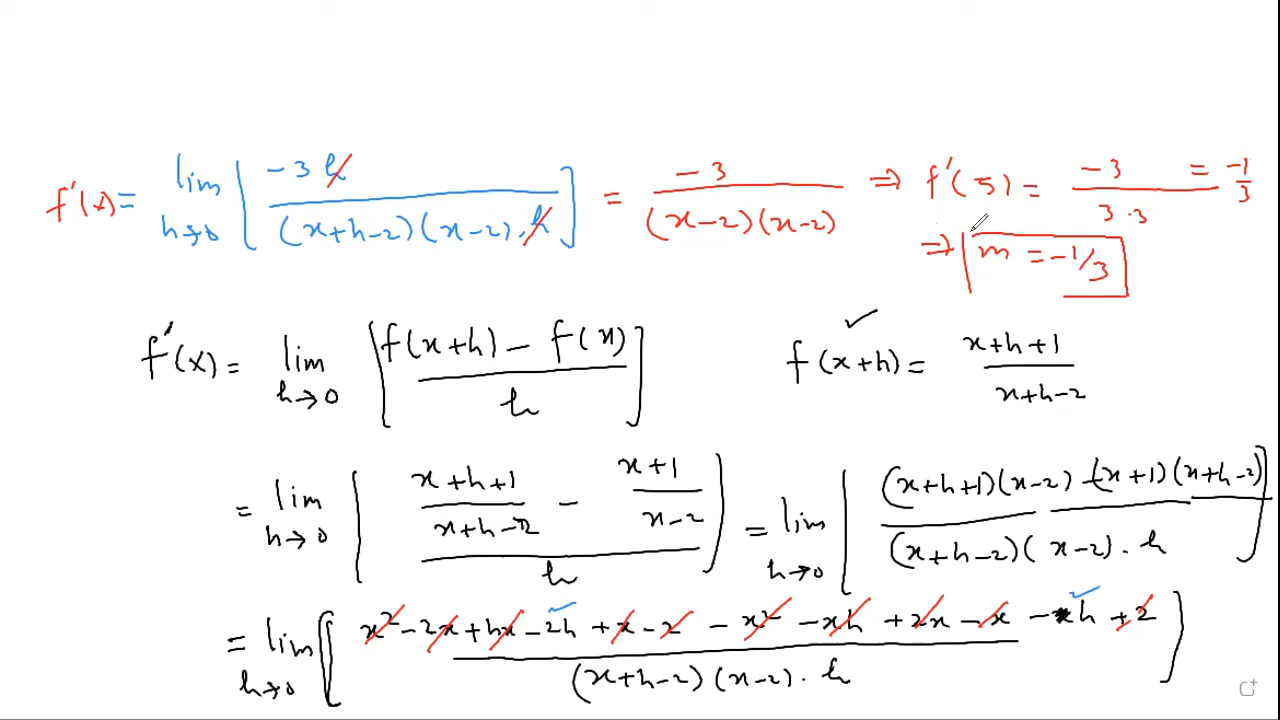 f'(x) = lim h→0 [ -3h / (x+h-2)(x-2).h ] = -3 / (x-2)(x-2) ⇒ f'(5) = -3 / 3.3 = -1/3
⇒ m = -1/3
f'(x) = lim h→0 [ f(x+h) - f(x) / h ] f(x+h) = x+h+1 / x+h-2 ✓
= lim h→0 [ x+h+1 / x+h-2 - x+1 / x-2 / h ] = lim h→0 [ (x+h+1)(x-2) - (x+1)(x+h-2) / (x+h-2)(x-2).h ]
= lim h→0 [ x² - 2x + hx - 2h + x - 2 - x² - xh + 2x - x - h + 2 / (x+h-2)(x-2).h ]